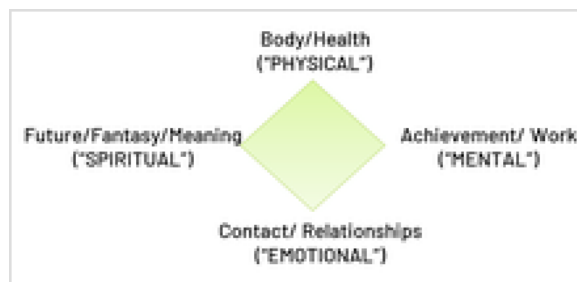 Body/Health
("PHYSICAL")
Future/Fantasy/Meaning
("SPIRITUAL")
Achievement/ Work
("MENTAL")
Contact/ Relationships
("EMOTIONAL")